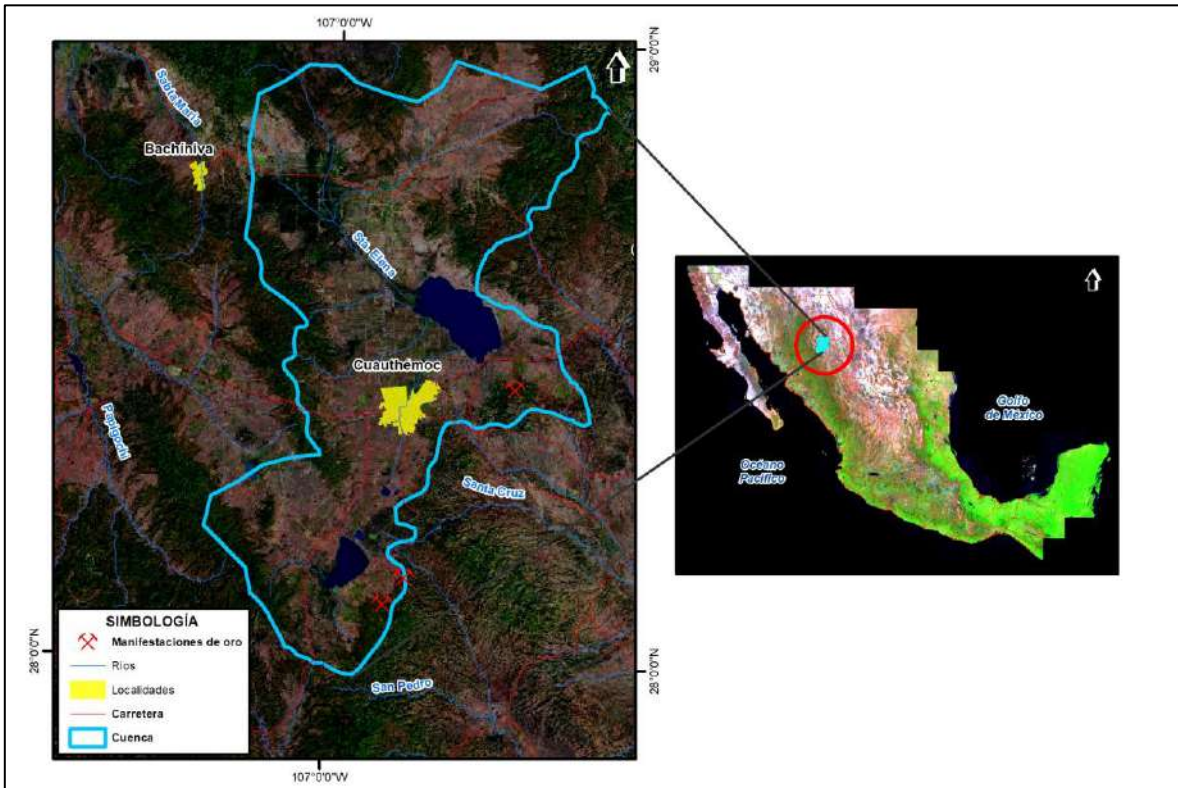 107°0'0"W
29°0'0"N
Santa María
Bachíniva
Sta. Elena
Cuauthémoc
Papigochi
Santa Cruz
San Pedro
28°0'0"N
28°0'0"N
107°0'0"W
SIMBOLOGÍA
Manifestaciones de oro
Ríos
Localidades
Carretera
Cuenca
Golfo
de México
Océano
Pacífico